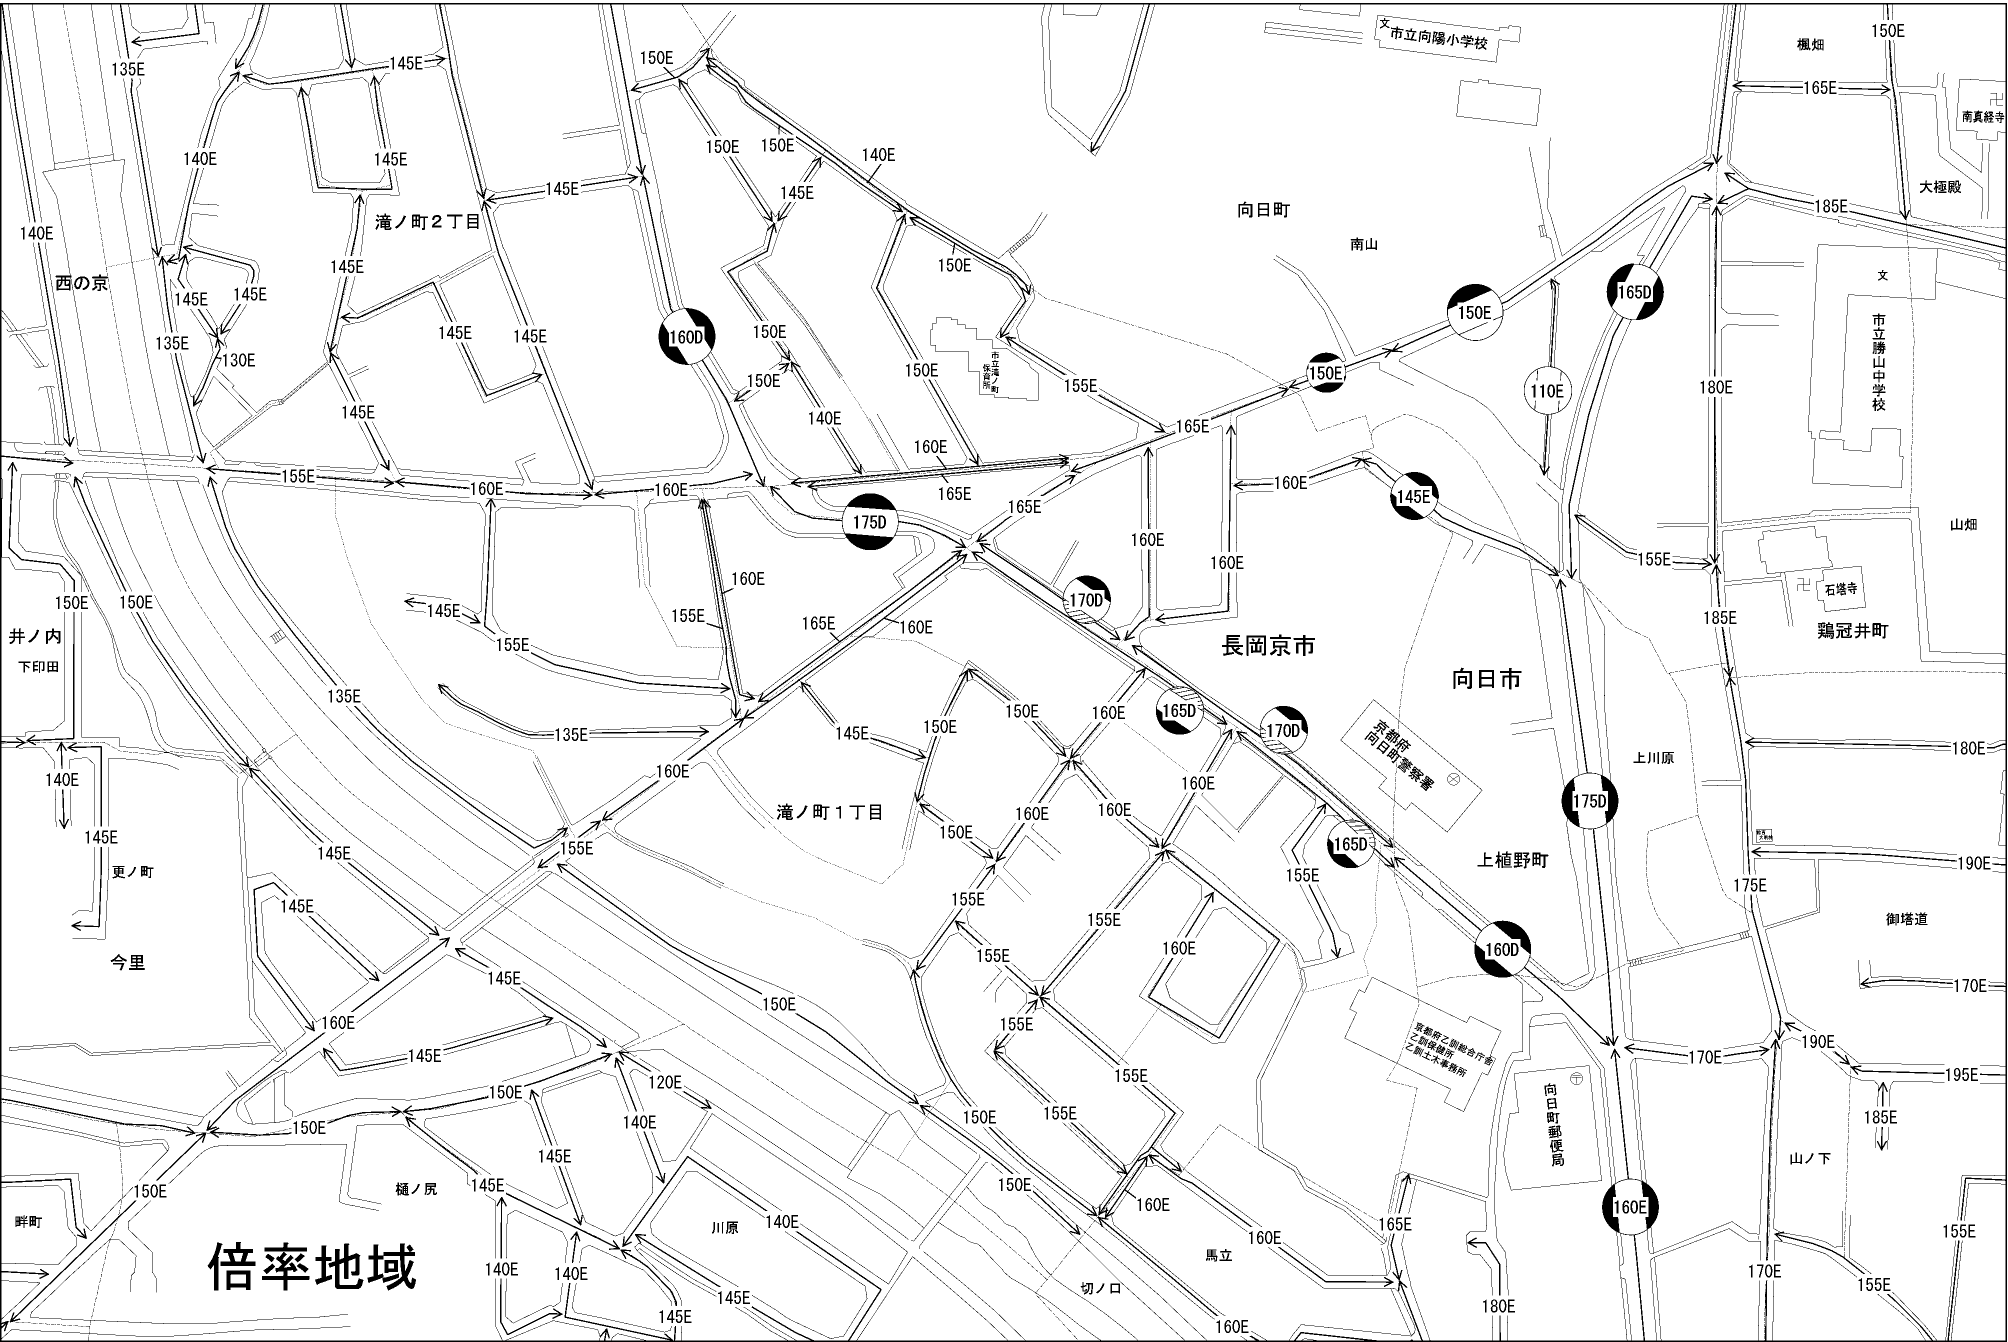 文
市立向陽小学校
楓畑
150E
165E
南真経寺
大極殿
185E
135E
145E
150E
140E
145E
150E
150E
140E
145E
145E
滝ノ町２丁目
向日町
南山
140E
西の京
145E
145E
145E
150E
165D
150E
文
市立勝山中学校
135E
130E
145E
145E
160D
150E
150E
150E
市立滝ノ町
保育所
155E
150E
110E
180E
145E
140E
165E
160E
165E
155E
160E
160E
175D
165E
160E
145E
山畑
160E
160E
155E
石塔寺
150E
150E
145E
155E
160E
155E
165E
160E
170D
185E
鶏冠井町
井ノ内
下印田
長岡京市
向日市
135E
135E
145E
150E
150E
160E
165D
170D
京都府
向日町警察署
上川原
180E
140E
160E
160E
160E
175D
145E
145E
155E
滝ノ町１丁目
150E
160E
165D
上植野町
190E
更ノ町
145E
155E
155E
155E
175E
御塔道
今里
145E
155E
160E
160D
160E
150E
155E
170E
145E
京都府乙訓総合庁舎
乙訓保健所
乙訓土木事務所
170E
190E
195E
150E
120E
155E
150E
150E
140E
155E
185E
向日町郵便局
145E
150E
145E
150E
160E
山ノ下
樋ノ尻
畔町
川原
140E
165E
160E
160E
馬立
155E
倍率地域
140E
140E
145E
145E
切ノ口
160E
180E
170E
155E